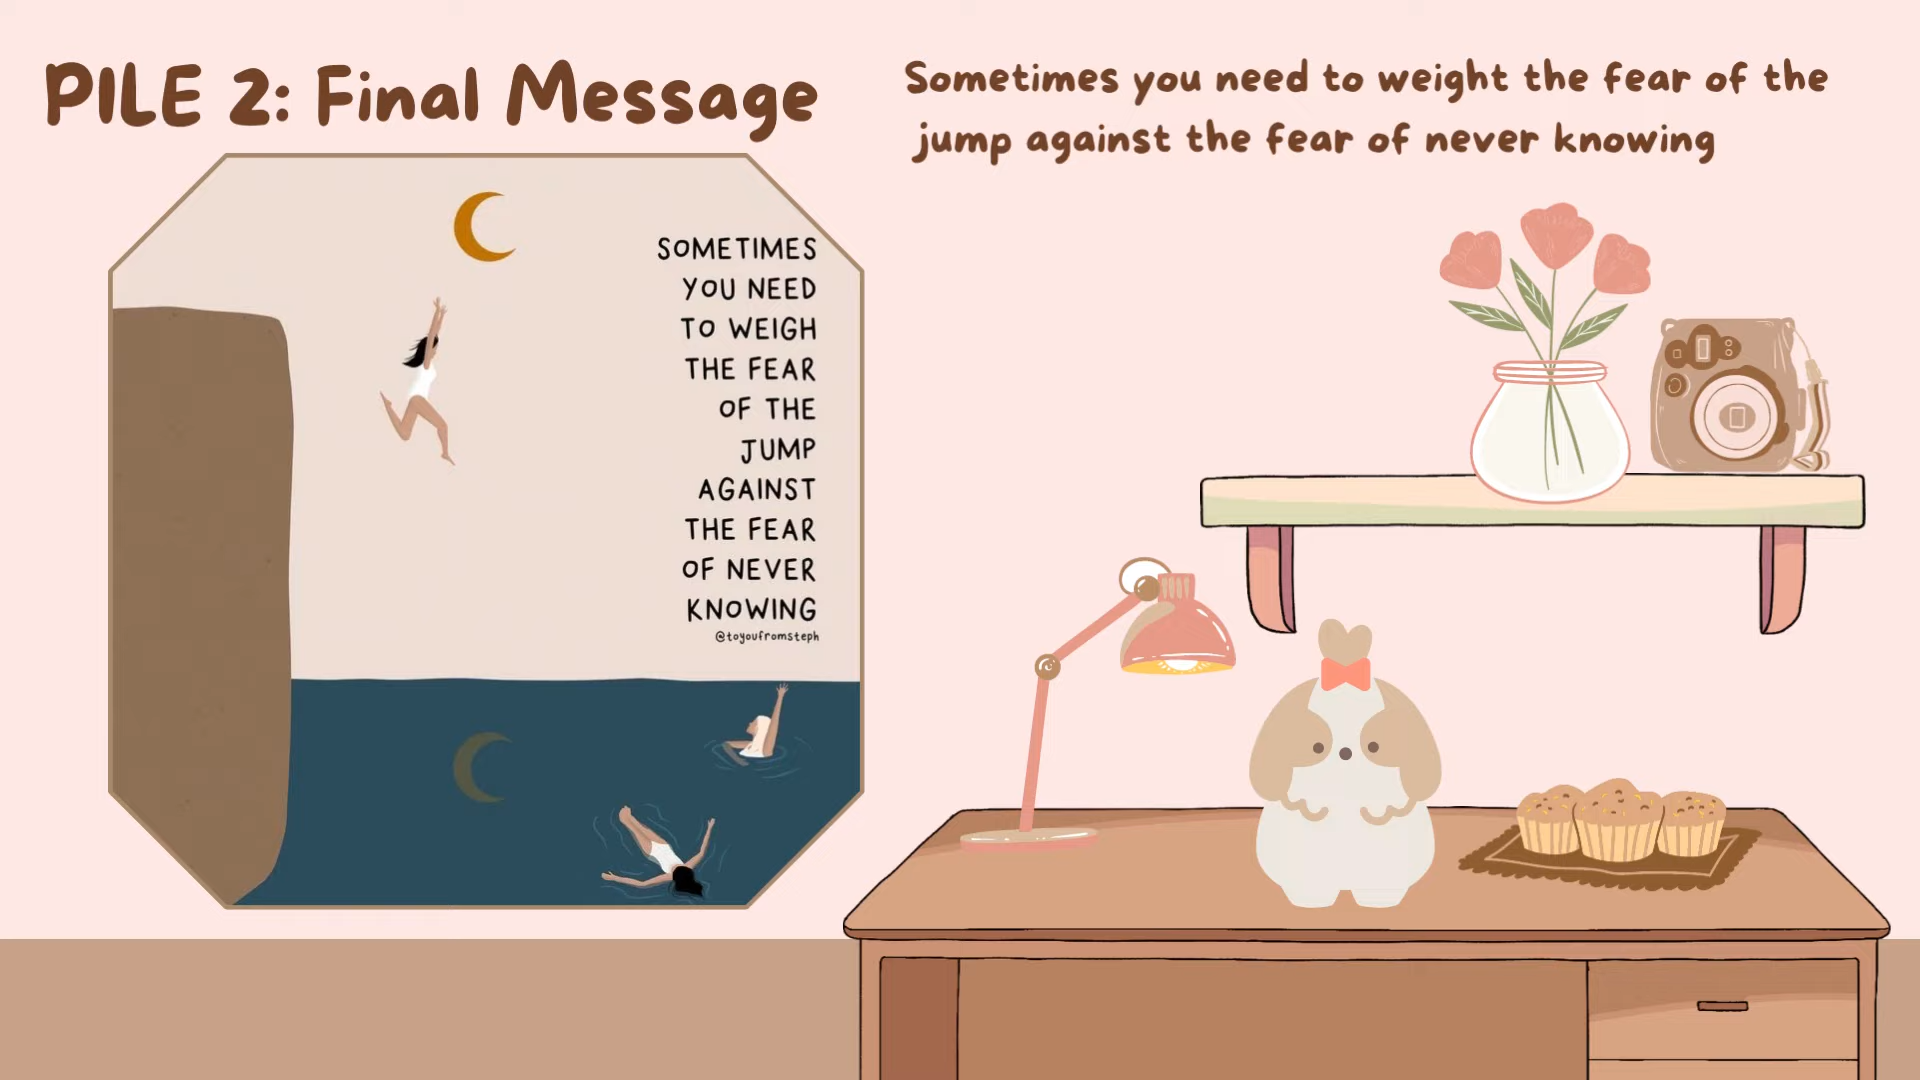 PILE 2: Final Message
Sometimes you need to weight the fear of the
jump against the fear of never knowing
SOMETIMES
YOU NEED
TO WEIGH
THE FEAR
OF THE
JUMP
AGAINST
THE FEAR
OF NEVER
KNOWING
@toyoufromsteph